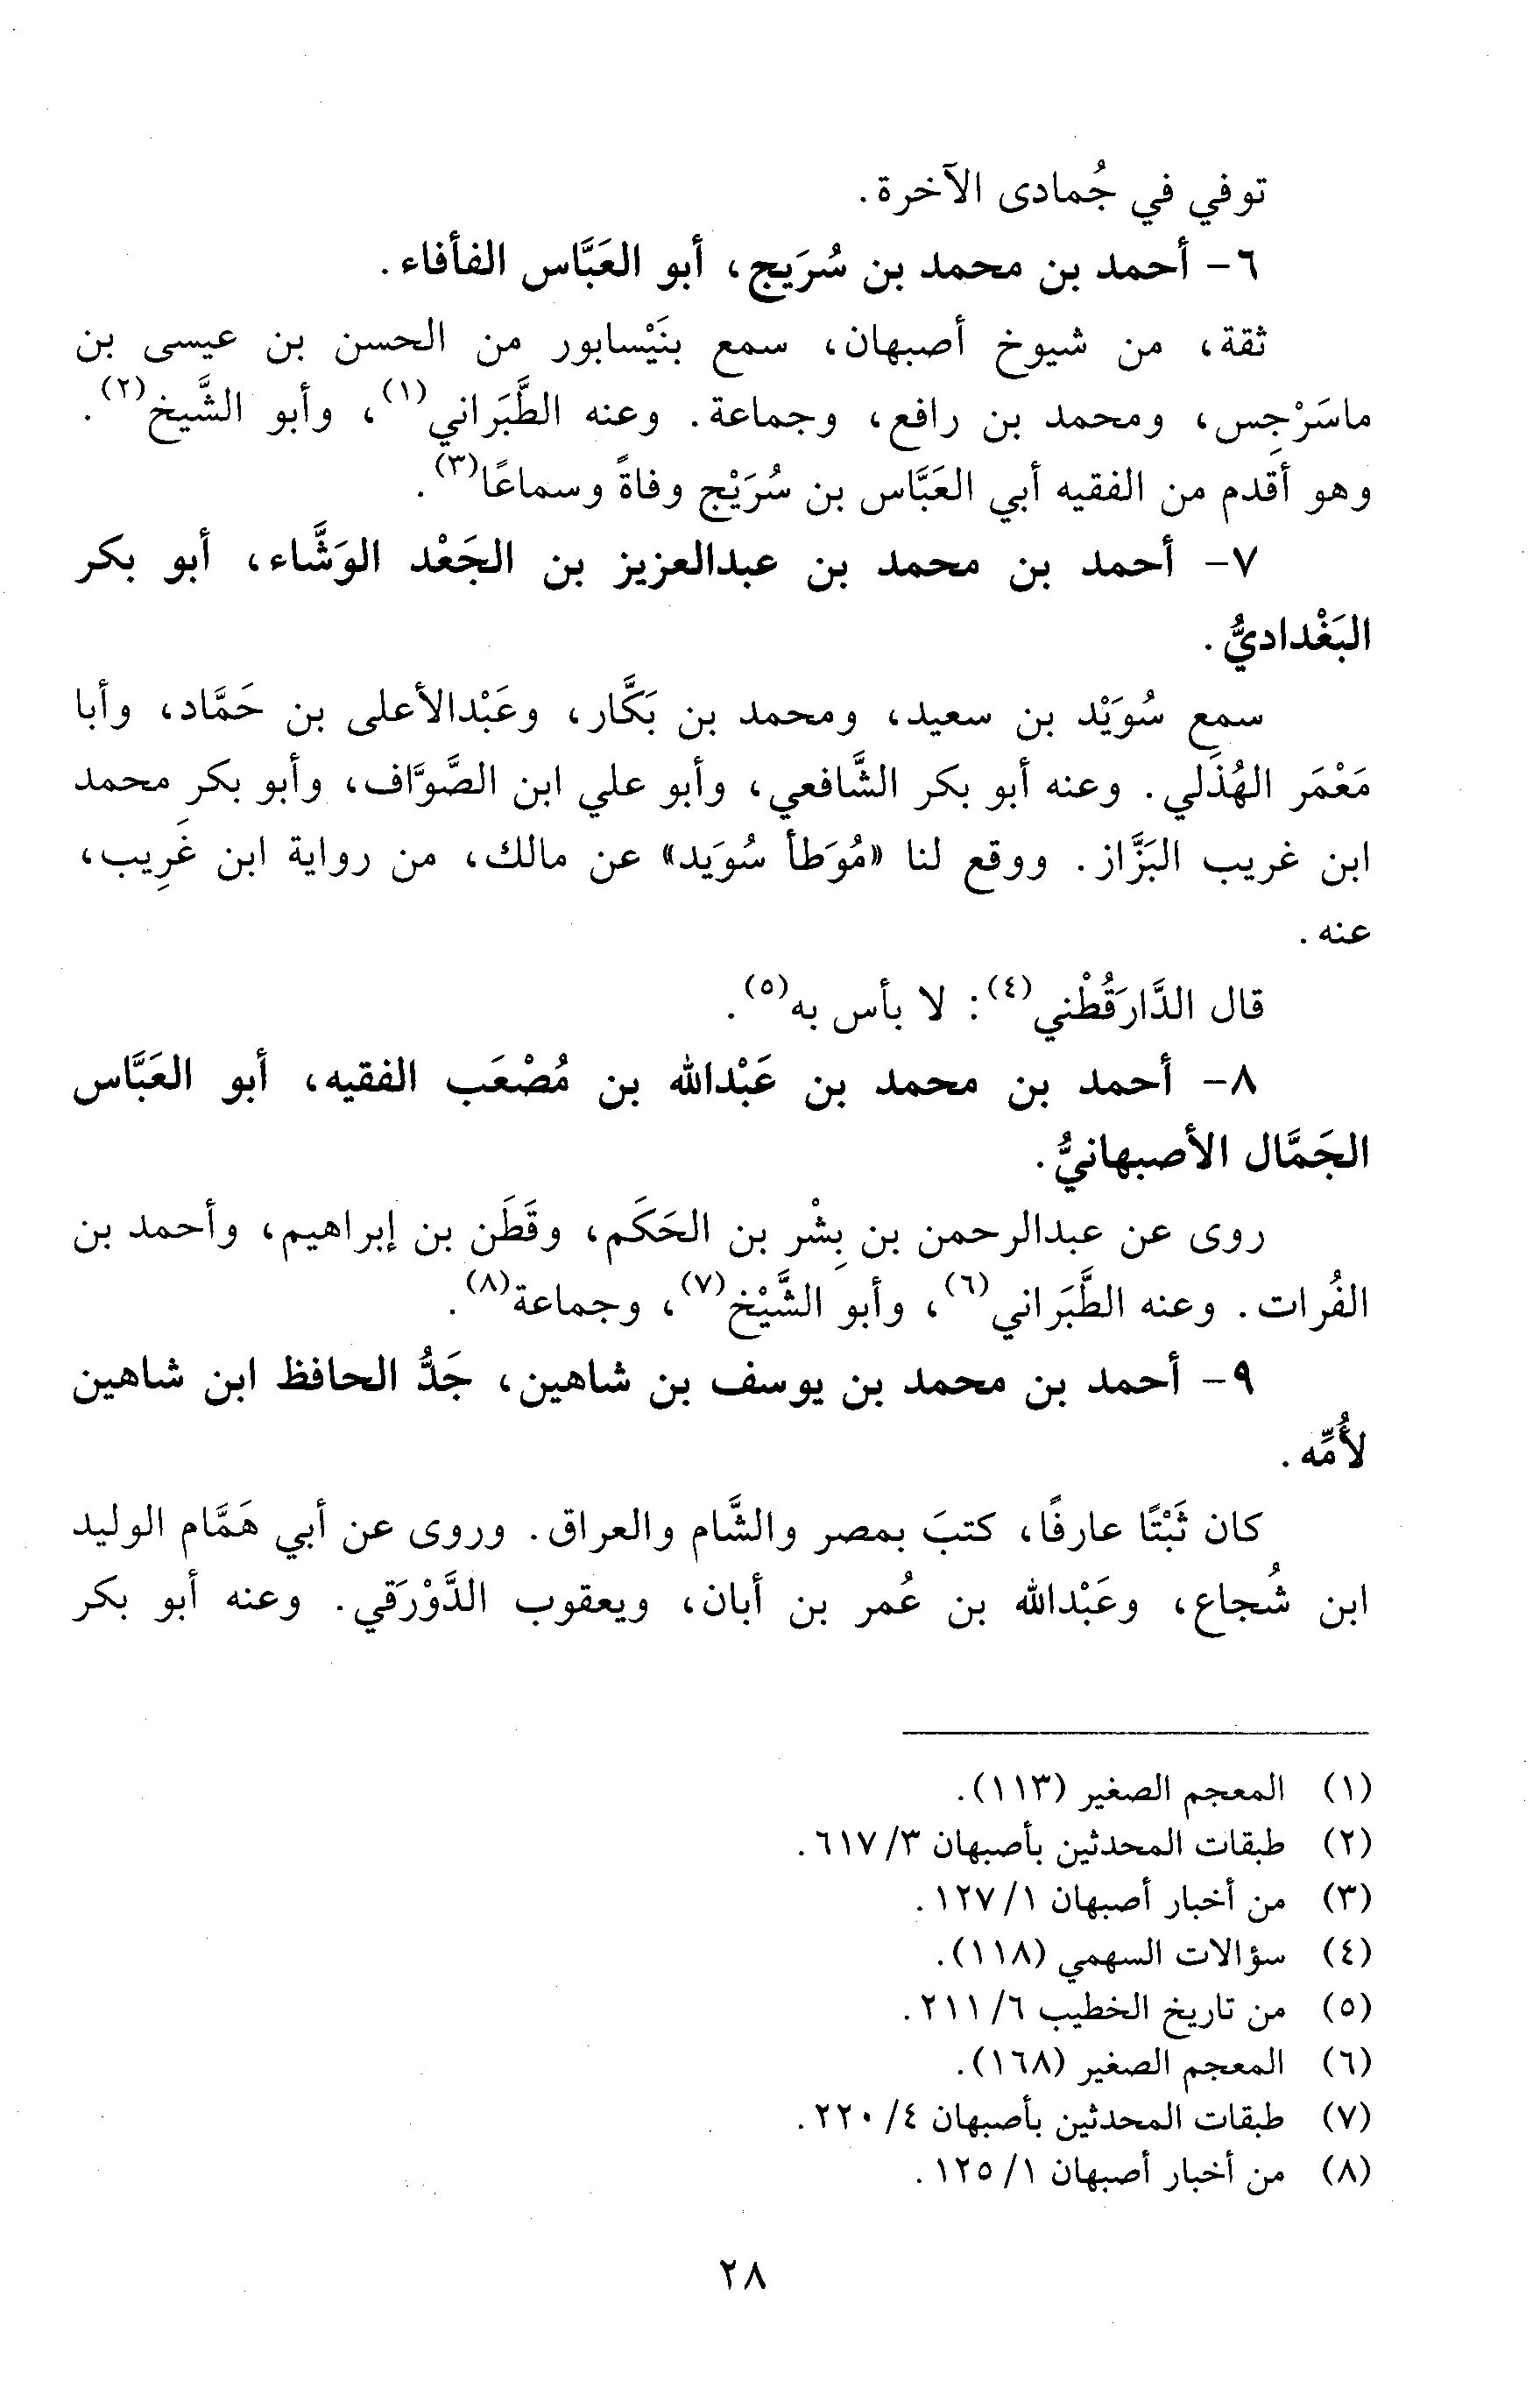 توفي في جُمادى الآخرة.
٦- أحمد بن محمد بن سُرَيج، أبو العَبَّاس الفأفاء.
ثقة، من شيوخ أصبهان، سمع بنَيْسابور من الحسن بن عيسى بن
ماسَرْجِس، ومحمد بن رافع، وجماعة. وعنه الطَّبَراني(١)، وأبو الشَّيخ(٢).
وهو أقدم من الفقيه أبي العَبَّاس بن سُرَيْج وفاةً وسماعًا(٣).
٧- أحمد بن محمد بن عبدالعزيز بن الجَعْد الوَشَّاء، أبو بكر
البَغْداديُّ.
سمع سُوَيْد بن سعيد، ومحمد بن بَكَّار، وعَبْدالأعلى بن حَمَّاد، وأبا
مَعْمَر الهُذَلي. وعنه أبو بكر الشَّافعي، وأبو علي ابن الصَّوَّاف، وأبو بكرِ محمد
ابن غريب البَزَّاز. ووقع لنا «مُوَطأ سُوَيد» عن مالك، من رواية ابن غَرِيب،
عنه.
قال الدَّارَقُطْني(٤): لا بأس به(٥).
٨- أحمد بن محمد بن عَبْدالله بن مُصْعَب الفقيه، أبو العَبَّاس
الجَمَّال الأصبهانيُّ.
روى عن عبدالرحمن بن بِشْر بن الحَكَم، وقَطَن بن إبراهيم، وأحمد بن
الفُرات. وعنه الطَّبَراني(٦)، وأبو الشَّيْخ(٧)، وجماعة(٨).
٩- أحمد بن محمد بن يوسف بن شاهين، جَدُّ الحافظ ابن شاهين
لأُمِّه.
كان ثَبْتًا عارفًا، كتبَ بمصر والشَّام والعراق. وروى عن أبي هَمَّام الوليد
ابن شُجاع، وعَبْدالله بن عُمر بن أبان، ويعقوب الدَّوْرَقي. وعنه أبو بكر
(١) المعجم الصغير (١١٣).
(٢) طبقات المحدثين بأصبهان ٣/ ٦١٧.
(٣) من أخبار أصبهان ١/ ١٢٧.
(٤) سؤالات السهمي (١١٨).
(٥) من تاريخ الخطيب ٦/ ٢١١.
(٦) المعجم الصغير (١٦٨).
(٧) طبقات المحدثين بأصبهان ٤/ ٢٢٠.
(٨) من أخبار أصبهان ١/ ١٢٥.
٢٨